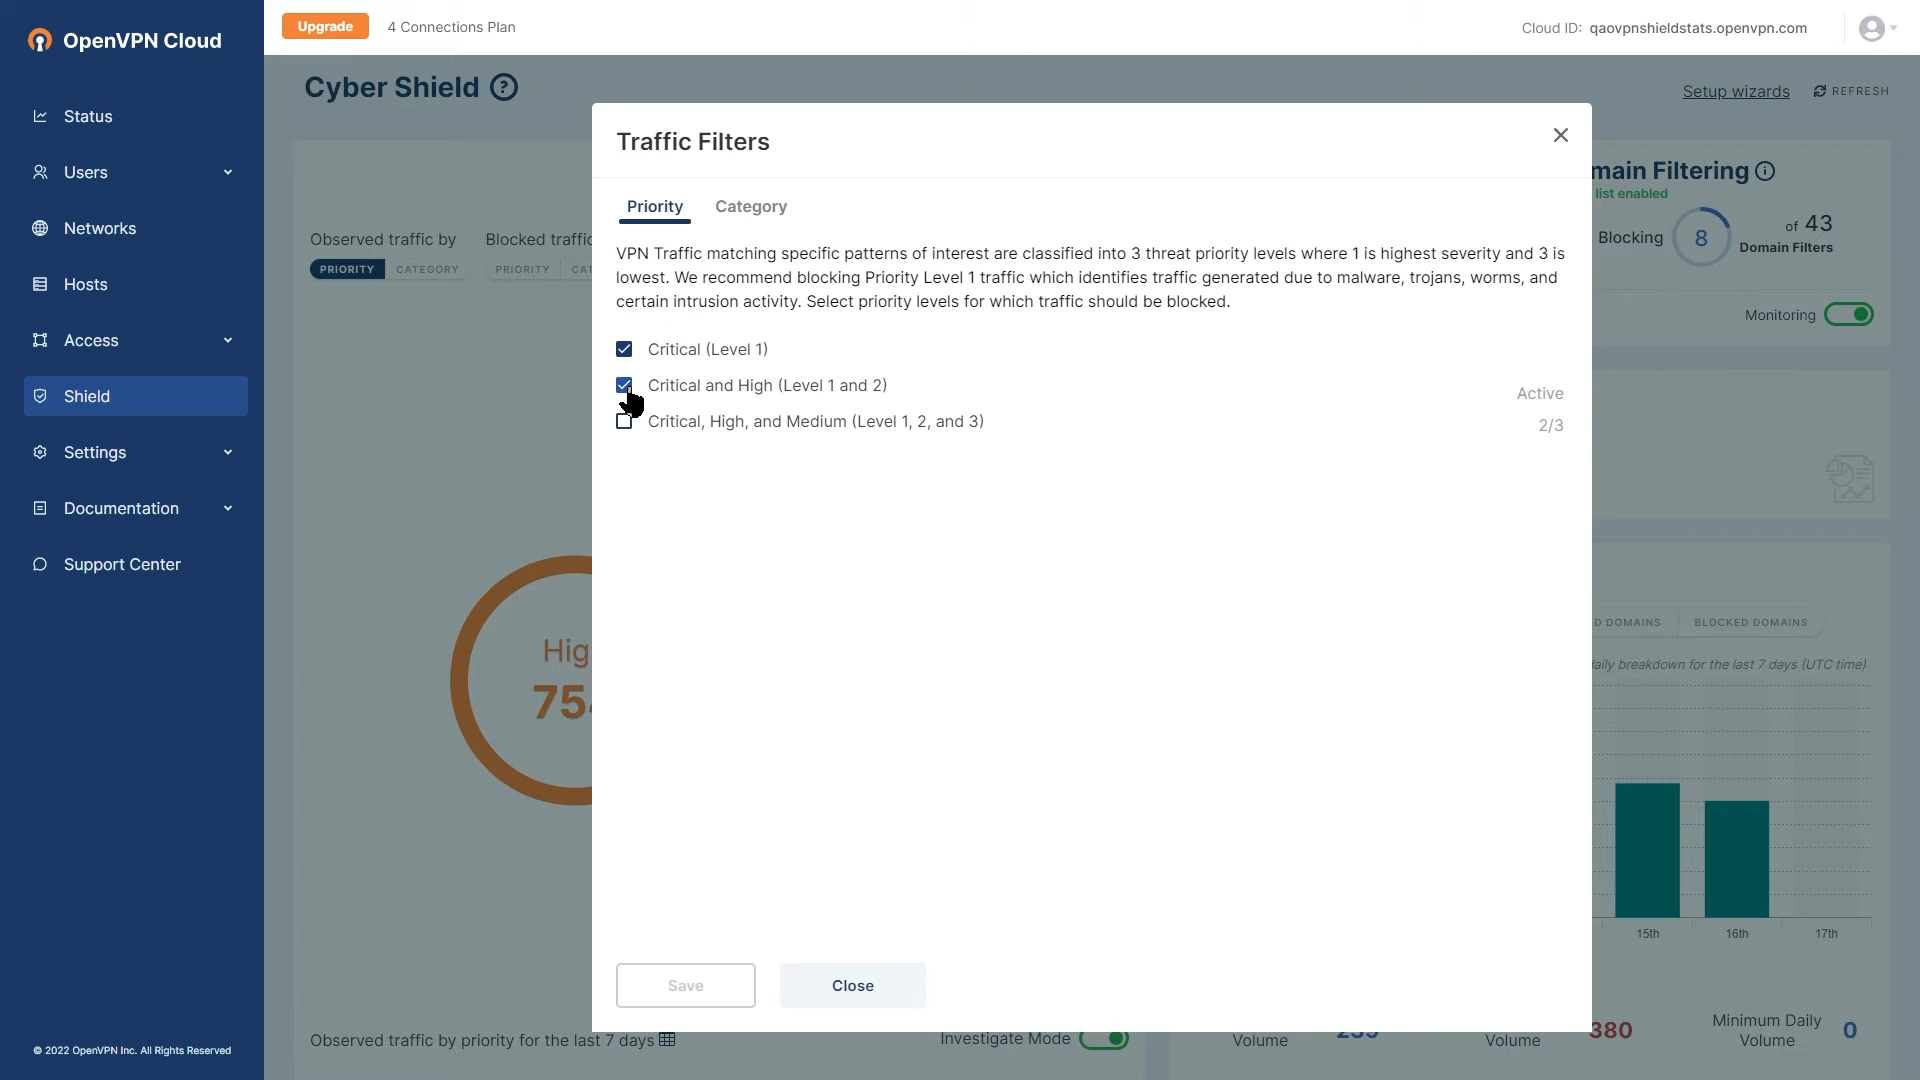 OpenVPN Cloud
Status
Users
Networks
Hosts
Access
Shield
Settings
Documentation
Support Center
© 2022 OpenVPN Inc. All Rights Reserved
Upgrade
4 Connections Plan
Cloud ID: qaovpnshieldstats.openvpn.com
Cyber Shield ?
Setup wizards
REFRESH
Observed traffic by
Blocked
PRIORITY
CATEGORY
PRIORITY
Traffic Filters
Priority
Category
VPN Traffic matching specific patterns of interest are classified into 3 threat priority levels where 1 is highest severity and 3 is
lowest. We recommend blocking Priority Level 1 traffic which identifies traffic generated due to malware, trojans, worms, and
certain intrusion activity. Select priority levels for which traffic should be blocked.
Critical (Level 1)
Critical and High (Level 1 and 2)
Critical, High, and Medium (Level 1, 2, and 3)
Active
2/3
Save
Close
main Filtering
list enabled
Blocking
8
of 43
Domain Filters
Monitoring
D DOMAINS
BLOCKED DOMAINS
daily breakdown for the last 7 days (UTC time)
15th
16th
17th
Hig
75
Observed traffic by priority for the last 7 days
Investigate Mode
Volume
Volume
380
Minimum Daily
Volume
0